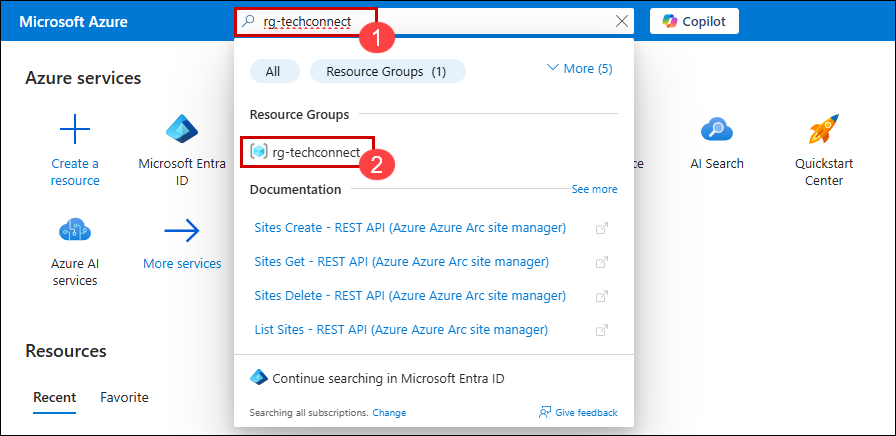 Microsoft Azure
rg-techconnect
1
Copilot
All
Resource Groups (1)
More (5)
Azure services
Resource Groups
Create a
resource
Microsoft Entra
ID
rg-techconnect
2
ce
AI Search
Quickstart
Center
Documentation
See more
Sites Create - REST API (Azure Azure Arc site manager)
Azure AI
services
More services
Sites Get - REST API (Azure Azure Arc site manager)
Sites Delete - REST API (Azure Azure Arc site manager)
List Sites - REST API (Azure Azure Arc site manager)
Resources
Continue searching in Microsoft Entra ID
Recent
Favorite
Searching all subscriptions. Change
Give feedback